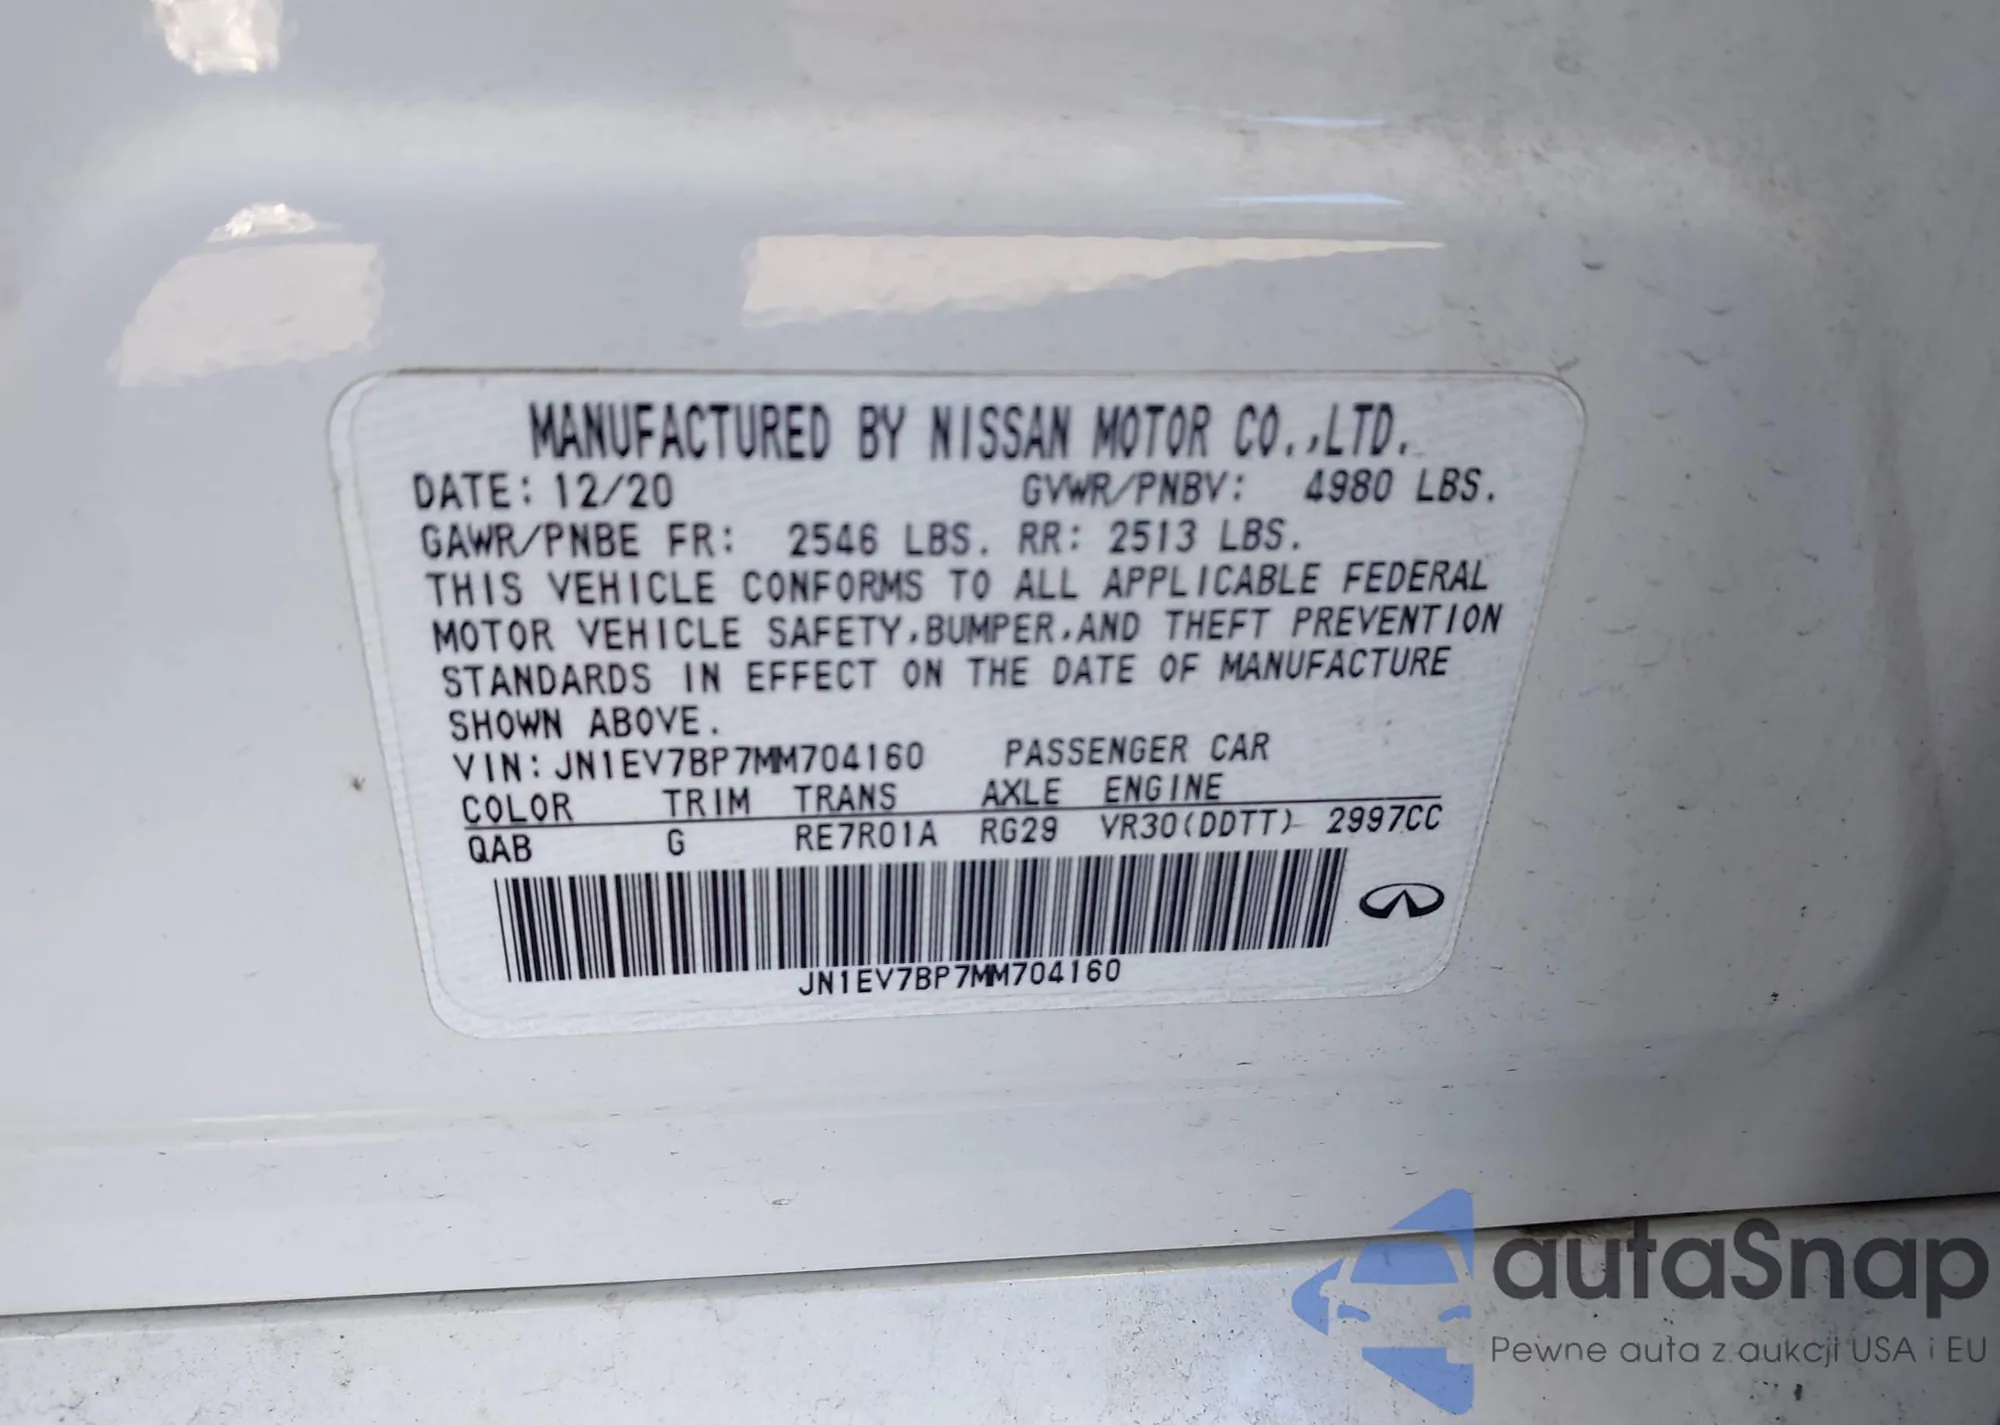 MANUFACTURED BY NISSAN MOTOR CO.,LTD.
DATE: 12/20 GVWR/PNBV: 4980 LBS.
GAWR/PNBE FR: 2546 LBS. RR: 2513 LBS.
THIS VEHICLE CONFORMS TO ALL APPLICABLE FEDERAL
MOTOR VEHICLE SAFETY,BUMPER,AND THEFT PREVENTION
STANDARDS IN EFFECT ON THE DATE OF MANUFACTURE
SHOWN ABOVE.
VIN: JN1EV7BP7MM704160 PASSENGER CAR
COLOR TRIM TRANS AXLE ENGINE
QAB G RE7R01A RG29 VR30(DDTT) 2997CC
JN1EV7BP7MM704160
autaSnap
Pewne auta z aukcji USA i EU